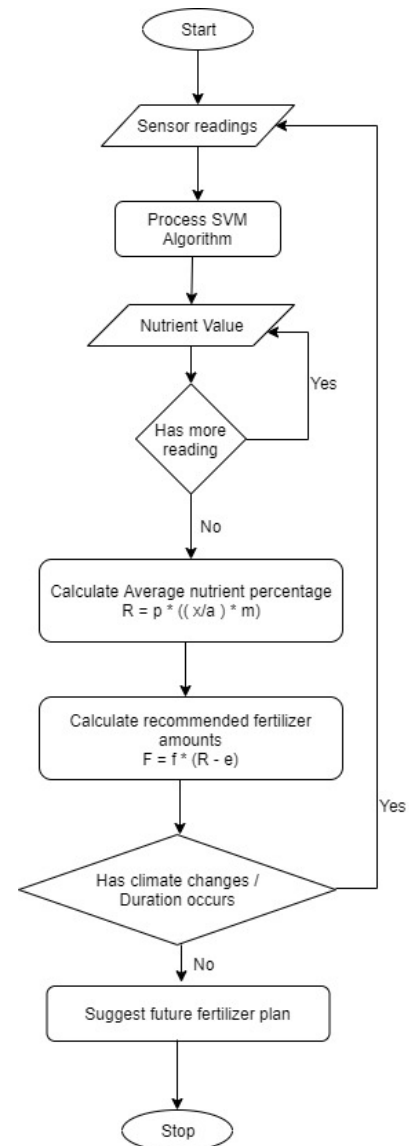 Start
Sensor readings
Process SVM
Algorithm
Nutrient Value
Yes
Has more
reading
No
Calculate Average nutrient percentage
R = p * (( x/a ) * m)
Calculate recommended fertilizer
amounts
F = f * (R - e)
Yes
Has climate changes /
Duration occurs
No
Suggest future fertilizer plan
Stop